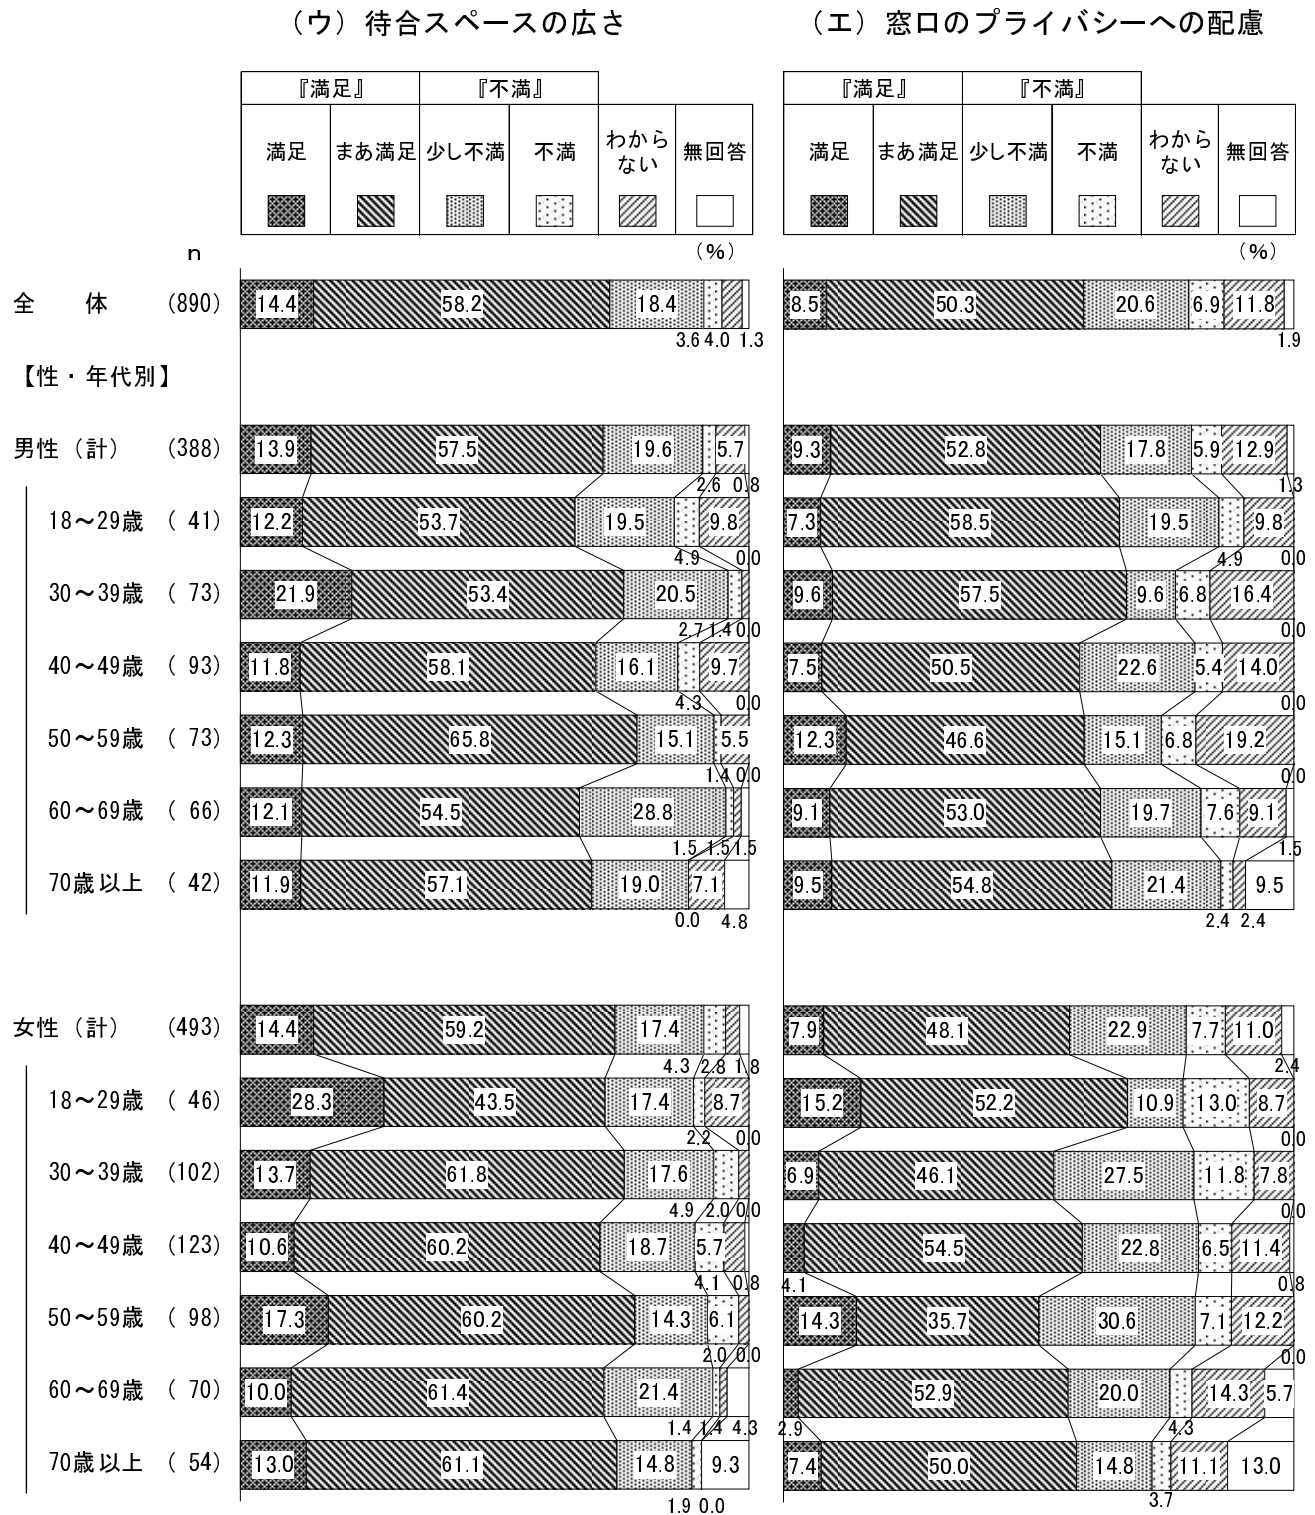 （ウ）待合スペースの広さ　（エ）窓口のプライバシーへの配慮
『満足』 『不満』 『満足』 『不満』
満足 まあ満足 少し不満 不満 わからない 無回答 満足 まあ満足 少し不満 不満 わからない 無回答
n (%) (%)
全　体 (890) 14.4 58.2 18.4 8.5 50.3 20.6 6.9 11.8
3.6 4.0 1.3 1.9
【性・年代別】
男性（計） (388) 13.9 57.5 19.6 5.7 9.3 52.8 17.8 5.9 12.9
2.6 0.8 1.3
18～29歳 ( 41) 12.2 53.7 19.5 9.8 7.3 58.5 19.5 9.8
4.9 0.0 4.9 0.0
30～39歳 ( 73) 21.9 53.4 20.5 9.6 57.5 9.6 6.8 16.4
2.7 1.4 0.0 0.0
40～49歳 ( 93) 11.8 58.1 16.1 9.7 7.5 50.5 22.6 5.4 14.0
4.3 0.0 0.0
50～59歳 ( 73) 12.3 65.8 15.1 5.5 12.3 46.6 15.1 6.8 19.2
1.4 0.0 0.0
60～69歳 ( 66) 12.1 54.5 28.8 9.1 53.0 19.7 7.6 9.1
1.5 1.5 1.5 1.5
70歳以上 ( 42) 11.9 57.1 19.0 7.1 9.5 54.8 21.4 9.5
0.0 4.8 2.4 2.4
女性（計） (493) 14.4 59.2 17.4 7.9 48.1 22.9 7.7 11.0
4.3 2.8 1.8 2.4
18～29歳 ( 46) 28.3 43.5 17.4 8.7 15.2 52.2 10.9 13.0 8.7
2.2 0.0 0.0
30～39歳 (102) 13.7 61.8 17.6 6.9 46.1 27.5 11.8 7.8
4.9 2.0 0.0 0.0
40～49歳 (123) 10.6 60.2 18.7 5.7 54.5 22.8 6.5 11.4
4.1 0.8 4.1 0.8
50～59歳 ( 98) 17.3 60.2 14.3 6.1 14.3 35.7 30.6 7.1 12.2
2.0 0.0 0.0
60～69歳 ( 70) 10.0 61.4 21.4 52.9 20.0 14.3 5.7
1.4 1.4 4.3 2.9 4.3
70歳以上 ( 54) 13.0 61.1 14.8 9.3 7.4 50.0 14.8 11.1 13.0
1.9 0.0 3.7